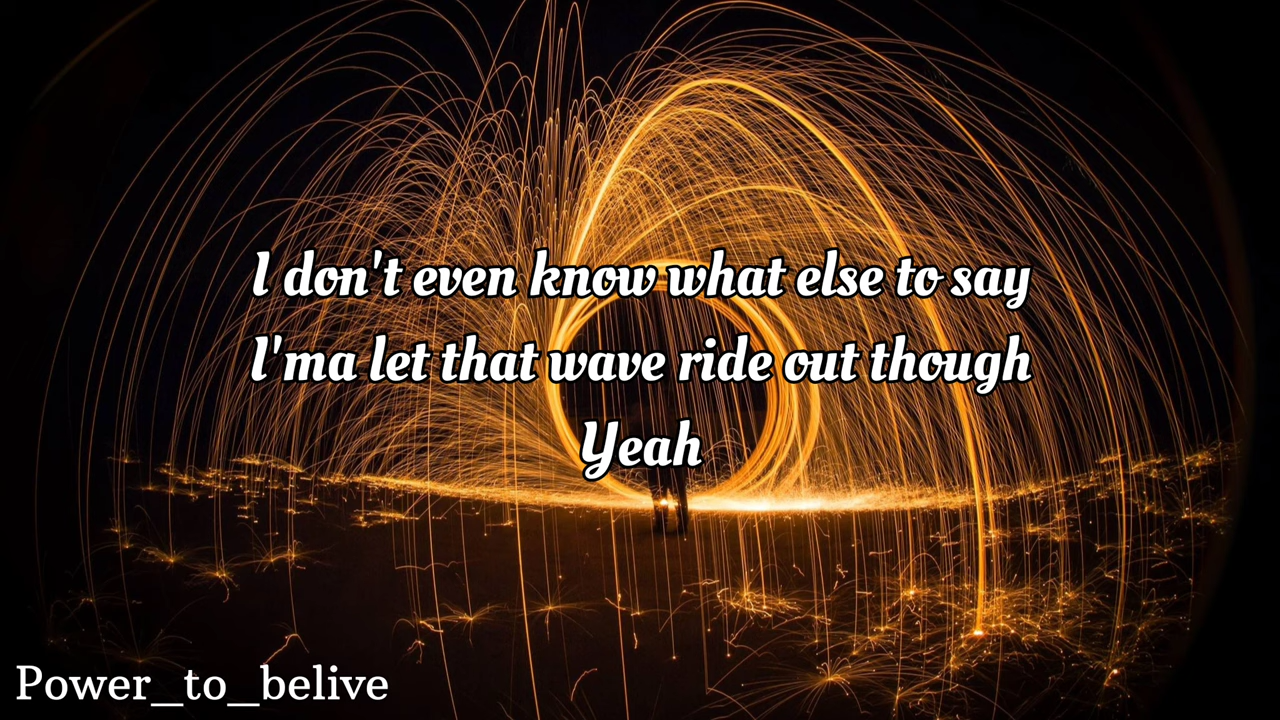 I don't even know what else to say
I'ma let that wave ride out though
Yeah
Power_to_belive